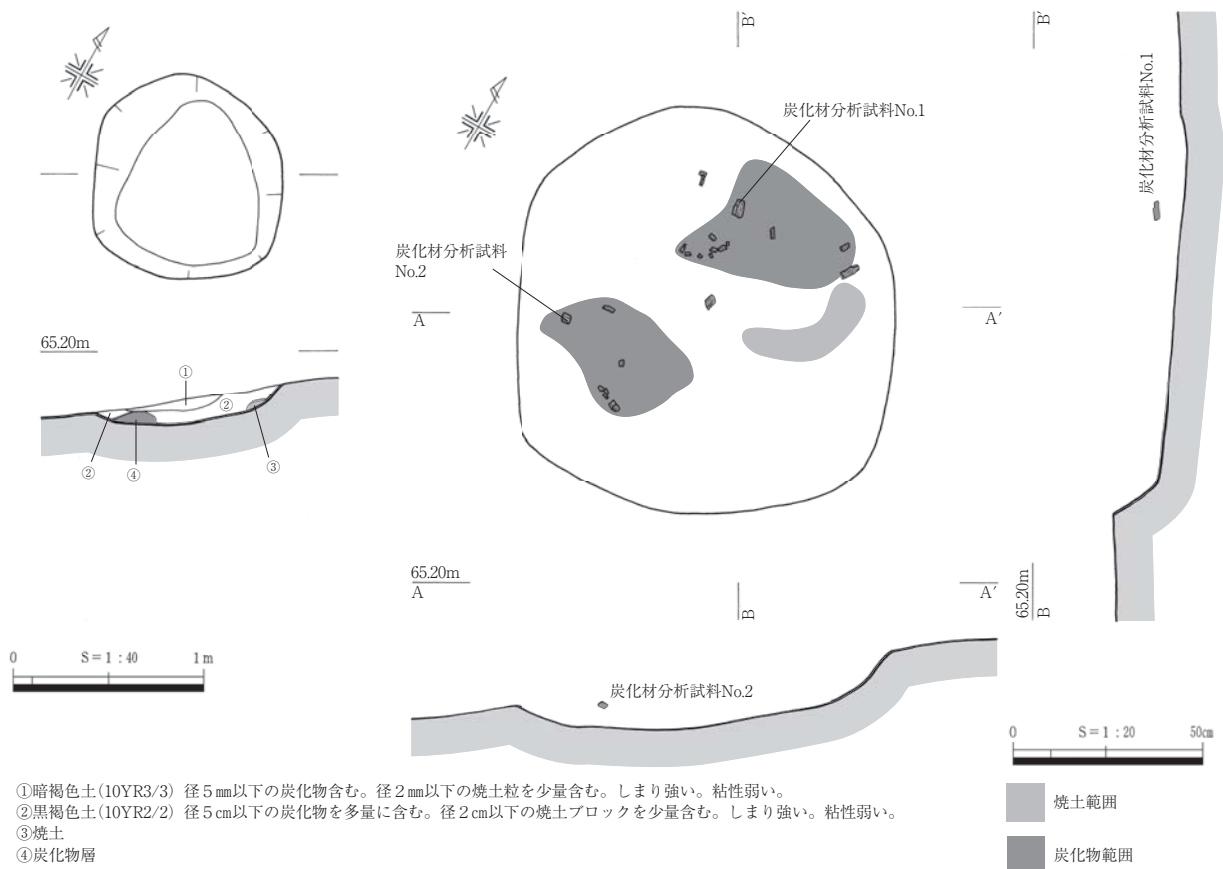 65.20m
①
②
②
④
③
0 S=1:40 1m
B′
炭化材分析試料No.1
炭化材分析試料
No.2
A
A′
65.20m
A
A′
B
炭化材分析試料No.2
B′
炭化材分析試料No.1
65.20m
B
0 S=1:20 50㎝
①暗褐色土(10YR3/3) 径5㎜以下の炭化物含む。径2㎜以下の焼土粒を少量含む。しまり強い。粘性弱い。
②黒褐色土(10YR2/2) 径5㎝以下の炭化物を多量に含む。径2㎝以下の焼土ブロックを少量含む。しまり強い。粘性弱い。
③焼土
④炭化物層
焼土範囲
炭化物範囲